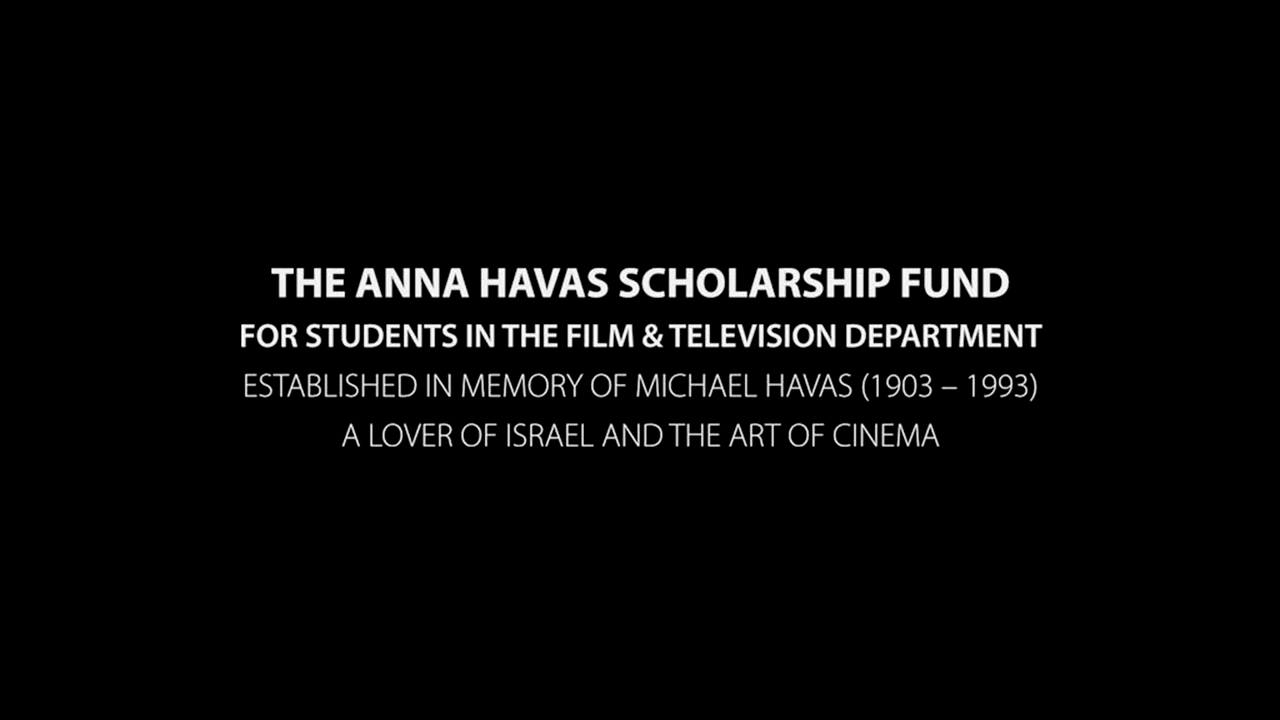 THE ANNA HAVAS SCHOLARSHIP FUND
FOR STUDENTS IN THE FILM & TELEVISION DEPARTMENT
ESTABLISHED IN MEMORY OF MICHAEL HAVAS (1903 – 1993)
A LOVER OF ISRAEL AND THE ART OF CINEMA